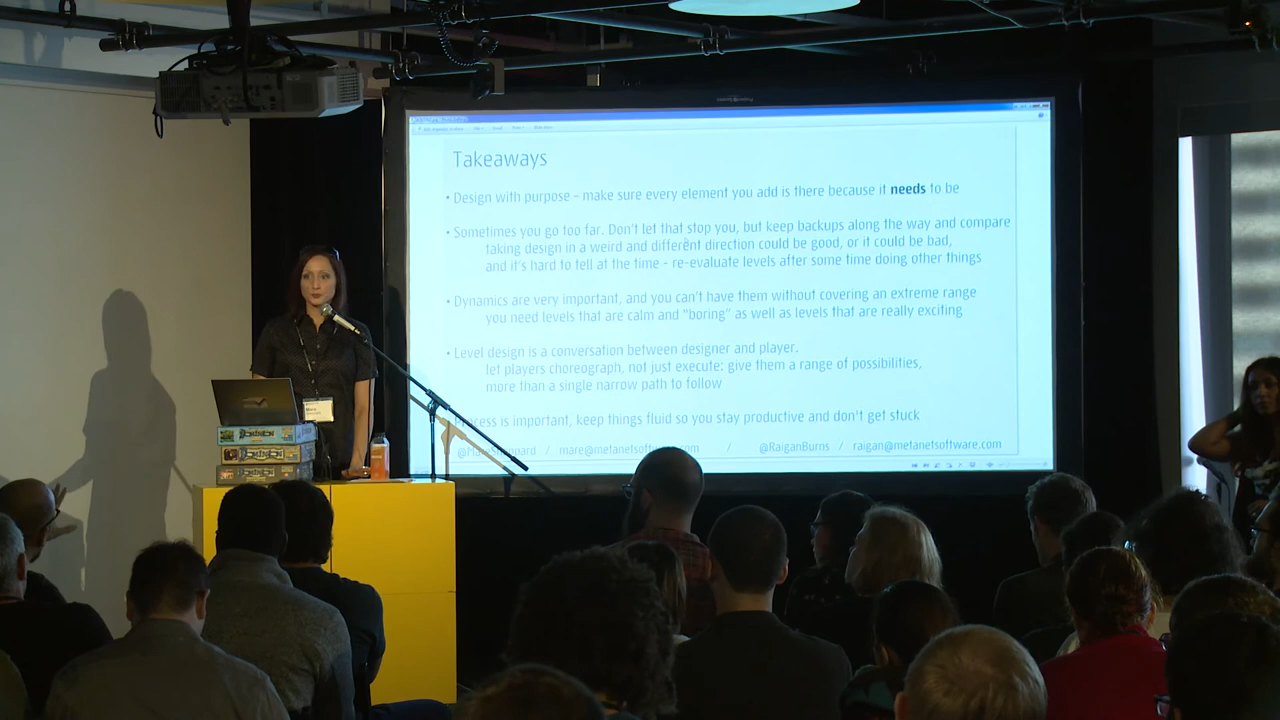 Takeaways
• Design with purpose – make sure every element you add is there because it needs to be
• Sometimes you go too far. Don't let that stop you, but keep backups along the way and compare
taking design in a weird and different direction could be good, or it could be bad,
and it's hard to tell at the time – re-evaluate levels after some time doing other things
• Dynamics are very important, and you can't have them without covering an extreme range
you need levels that are calm and "boring" as well as levels that are really exciting
• Level design is a conversation between designer and player.
let players choreograph, not just execute: give them a range of possibilities,
more than a single narrow path to follow
Process is important, keep things fluid so you stay productive and don't get stuck
/ mare@metanetsoftware.com / @RaiganBurns / raigan@metanetsoftware.com
Mare